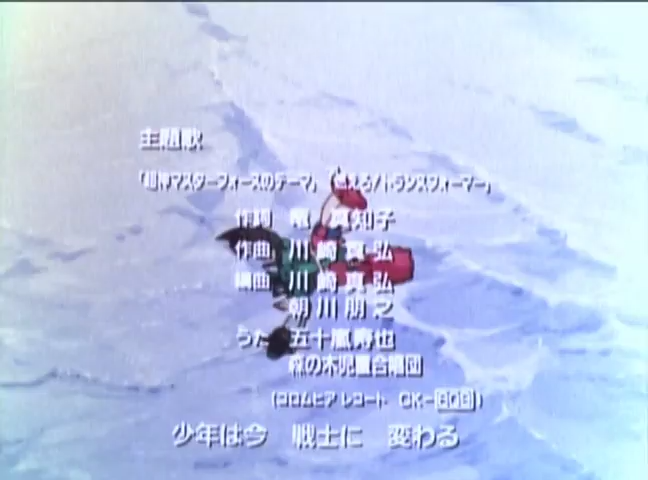 主題歌
「超神マスターフォースのテーマ」「燃えろ!トランスフォーマー」
作詞 竜 真知子
作曲 川崎真弘
編曲 川崎真弘
朝川朋之
うた 五十嵐寿也
森の木児童合唱団
(コロムビアレコード CK-808)
少年は今 戦士に 変わる